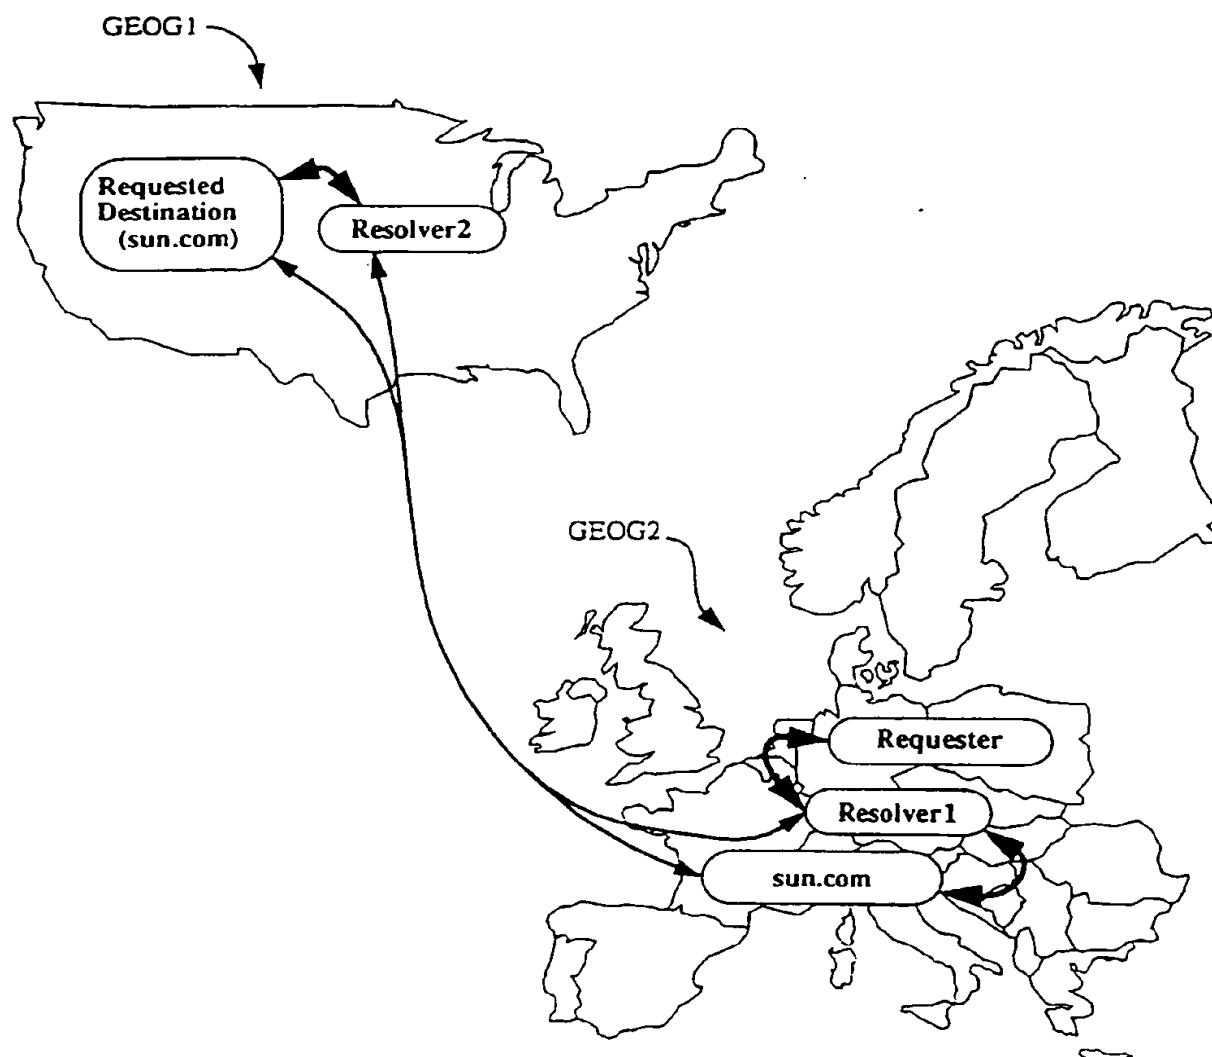 GEOG1
Requested
Destination
(sun.com)
Resolver2
GEOG2
Requester
Resolver1
sun.com